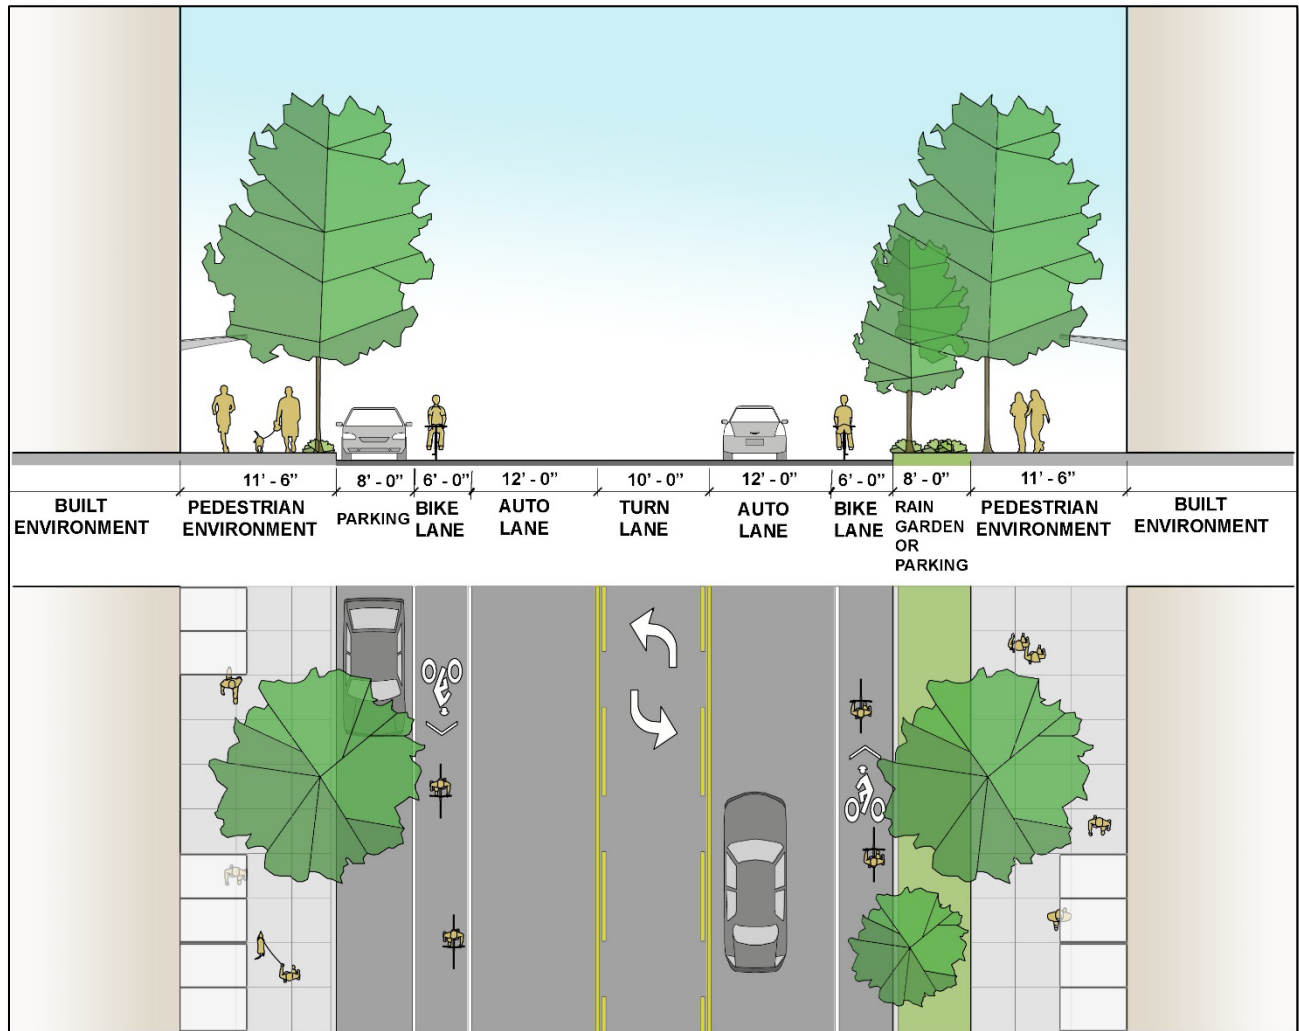 11' - 6" 8' - 0" 6' - 0" 12' - 0" 10' - 0" 12' - 0" 6' - 0" 8' - 0" 11' - 6"
BUILT
ENVIRONMENT
PEDESTRIAN
ENVIRONMENT
PARKING
BIKE
LANE
AUTO
LANE
TURN
LANE
AUTO
LANE
BIKE
LANE
RAIN
GARDEN
OR
PARKING
PEDESTRIAN
ENVIRONMENT
BUILT
ENVIRONMENT